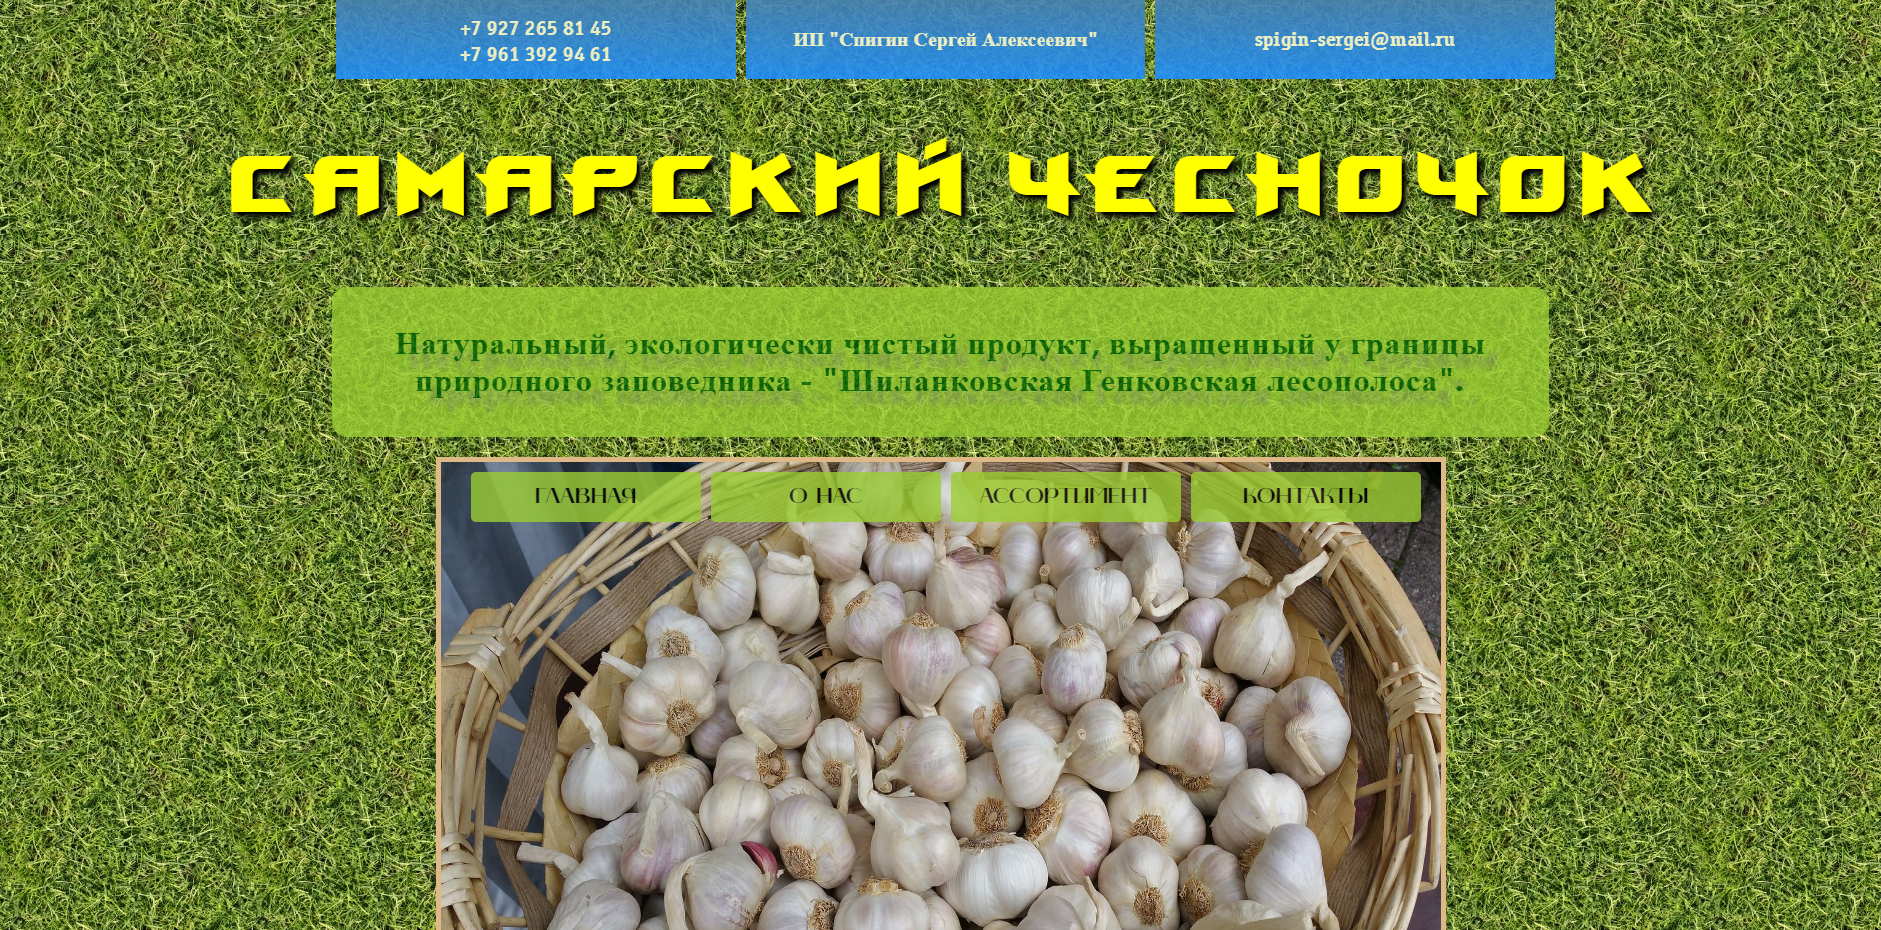 +7 927 265 81 45
+7 961 392 94 61
ИП "Спигин Сергей Алексеевич"
spigin-sergei@mail.ru
САМАРСКИЙ ЧЕСНОЧОК
Натуральный, экологически чистый продукт, выращенный у границы
природного заповедника - "Шиланковская Генковская лесополоса".
ГЛАВНАЯ
О НАС
АССОРТИМЕНТ
КОНТАКТЫ